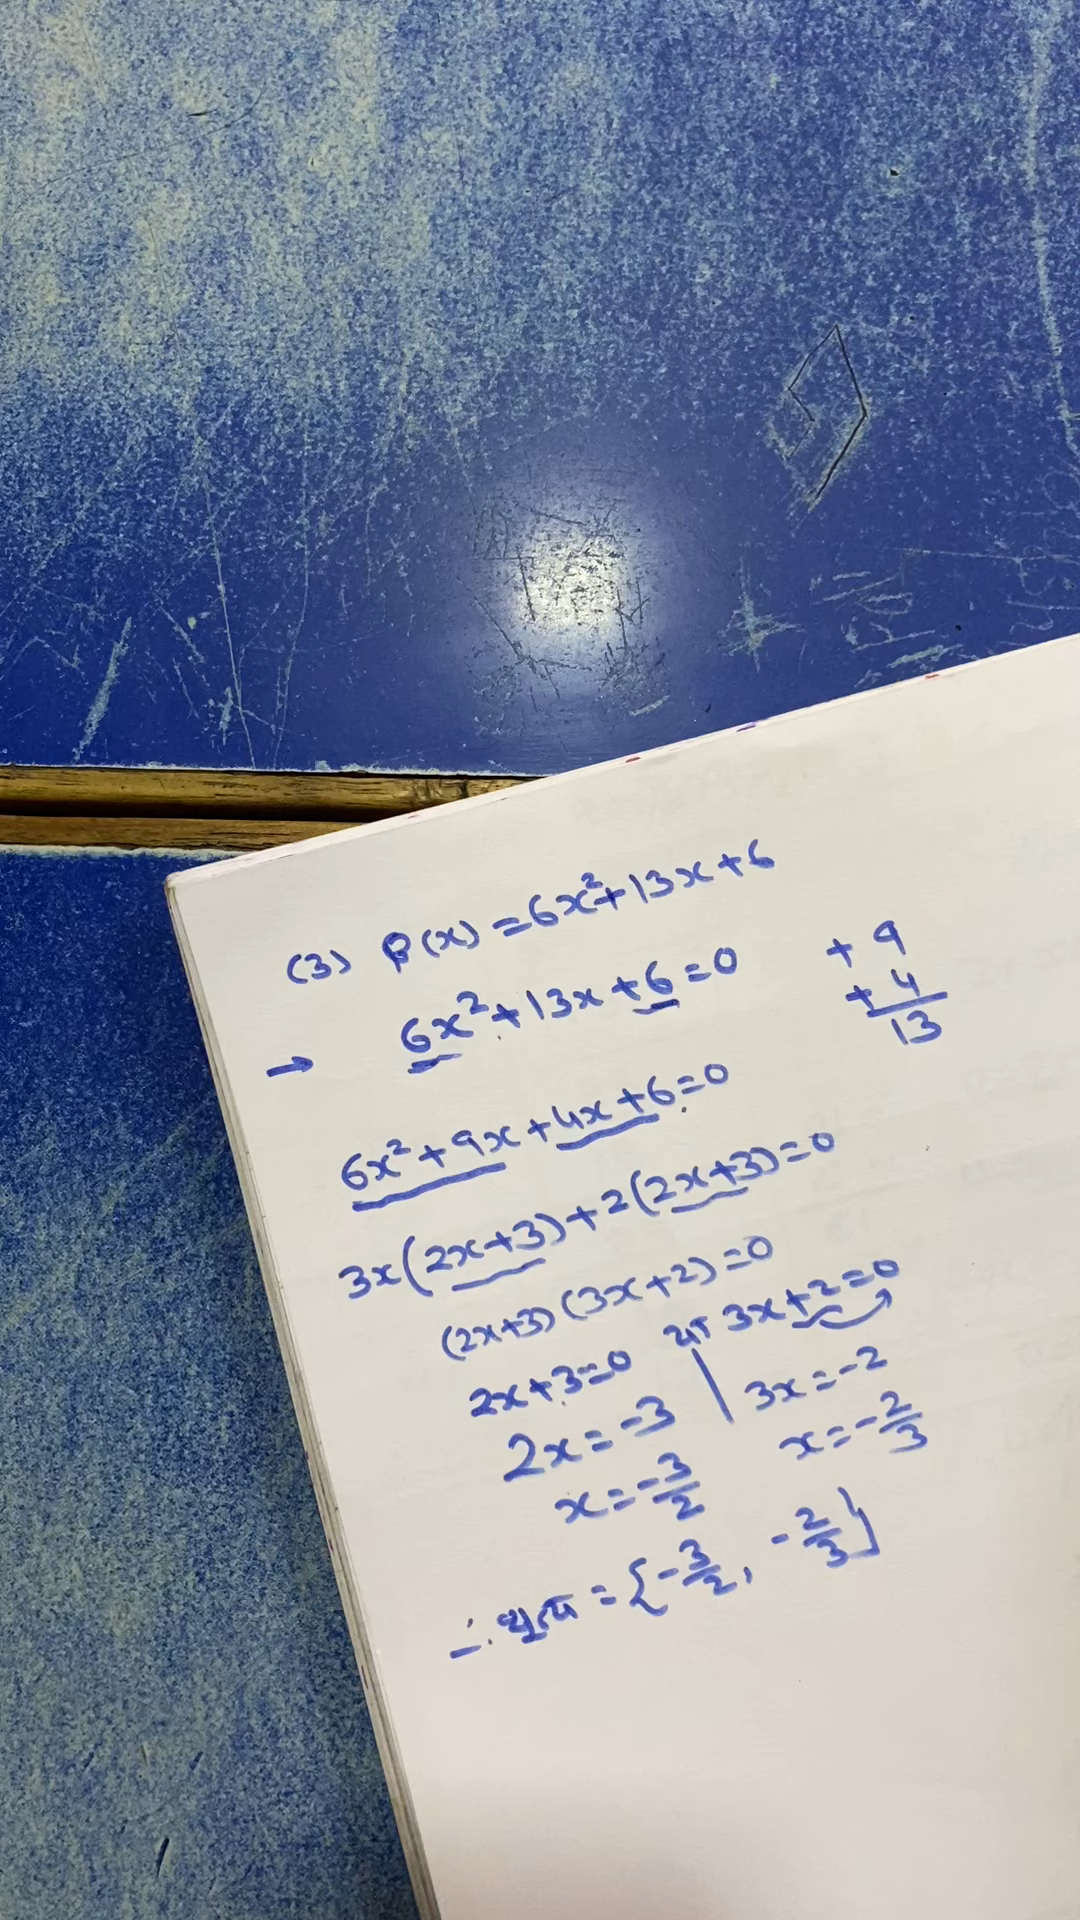 (3) P(x) = 6x²+13x+6
→ 6x²+13x+6=0
+ 9
+ 4
13
6x²+9x+4x+6=0
3x(2x+3)+2(2x+3)=0
(2x+3)(3x+2)=0
2x+3=0 અથવા 3x+2=0
2x=-3 | 3x=-2
x=-3/2 x=-2/3
∴ શૂન્યો = {-3/2, -2/3}